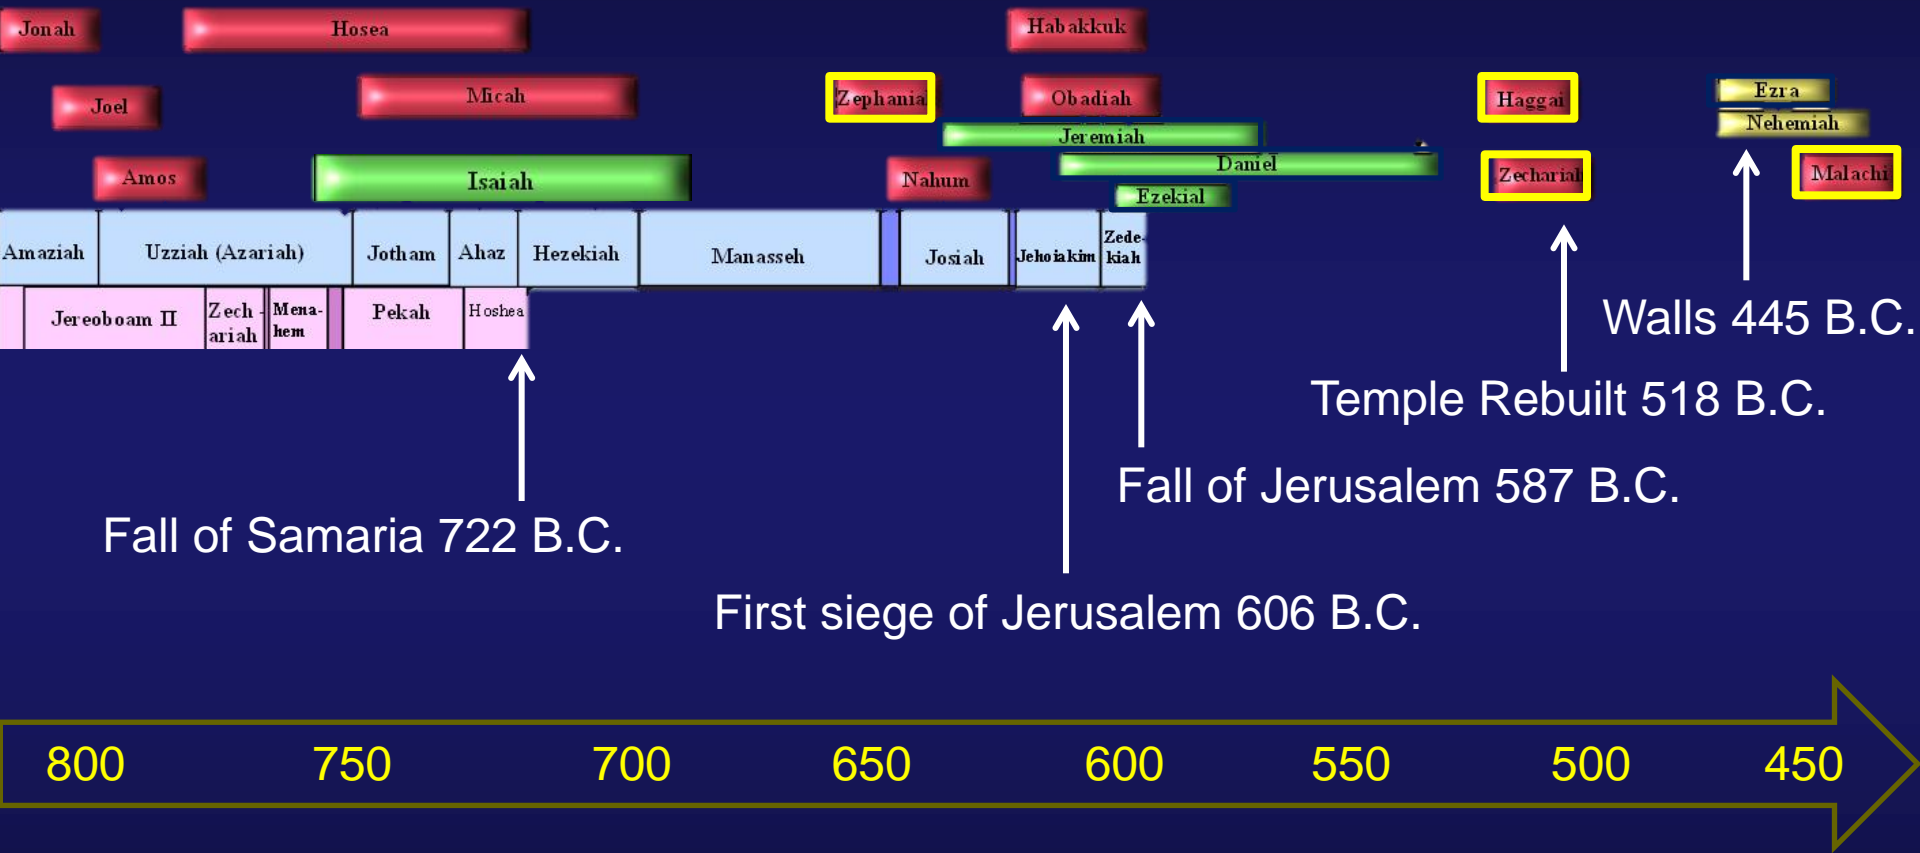 Jonah
Hosea
Habakkuk
Joel
Micah
Zephania
Obadiah
Haggai
Ezra
Nehemiah
Jeremiah
Daniel
Amos
Isaiah
Nahum
Ezekial
Zechariah
Malachi
Amaziah
Uzziah (Azariah)
Jotham
Ahaz
Hezekiah
Manasseh
Josiah
Jehoiakim
Zede-
kiah
Jereoboam II
Zech-
ariah
Mena-
hem
Pekah
Hoshea
Walls 445 B.C.
Temple Rebuilt 518 B.C.
Fall of Jerusalem 587 B.C.
Fall of Samaria 722 B.C.
First siege of Jerusalem 606 B.C.
800 750 700 650 600 550 500 450